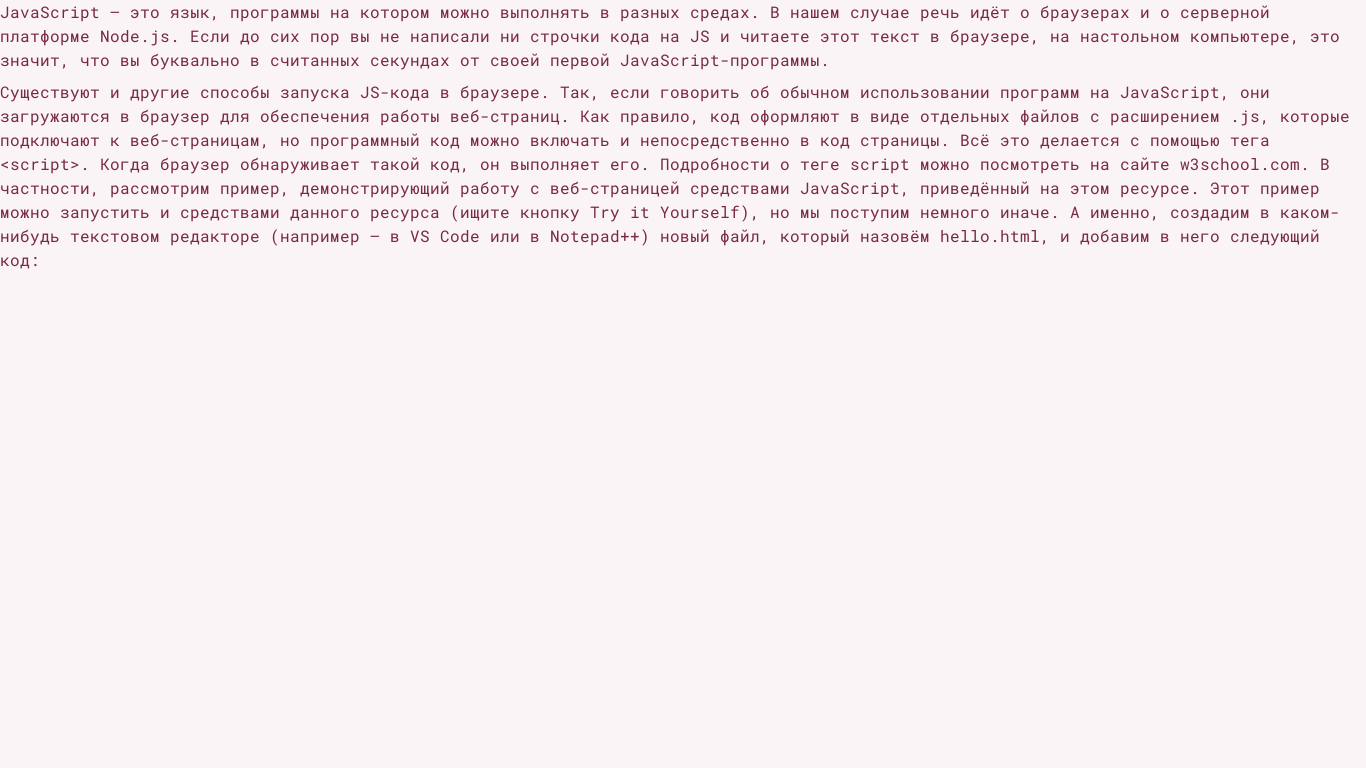 JavaScript — это язык, программы на котором можно выполнять в разных средах. В нашем случае речь идёт о браузерах и о серверной
платформе Node.js. Если до сих пор вы не написали ни строчки кода на JS и читаете этот текст в браузере, на настольном компьютере, это
значит, что вы буквально в считанных секундах от своей первой JavaScript-программы.
Существуют и другие способы запуска JS-кода в браузере. Так, если говорить об обычном использовании программ на JavaScript, они
загружаются в браузер для обеспечения работы веб-страниц. Как правило, код оформляют в виде отдельных файлов с расширением .js, которые
подключают к веб-страницам, но программный код можно включать и непосредственно в код страницы. Всё это делается с помощью тега
<script>. Когда браузер обнаруживает такой код, он выполняет его. Подробности о теге script можно посмотреть на сайте w3school.com. В
частности, рассмотрим пример, демонстрирующий работу с веб-страницей средствами JavaScript, приведённый на этом ресурсе. Этот пример
можно запустить и средствами данного ресурса (ищите кнопку Try it Yourself), но мы поступим немного иначе. А именно, создадим в каком-
нибудь текстовом редакторе (например — в VS Code или в Notepad++) новый файл, который назовём hello.html, и добавим в него следующий
код: